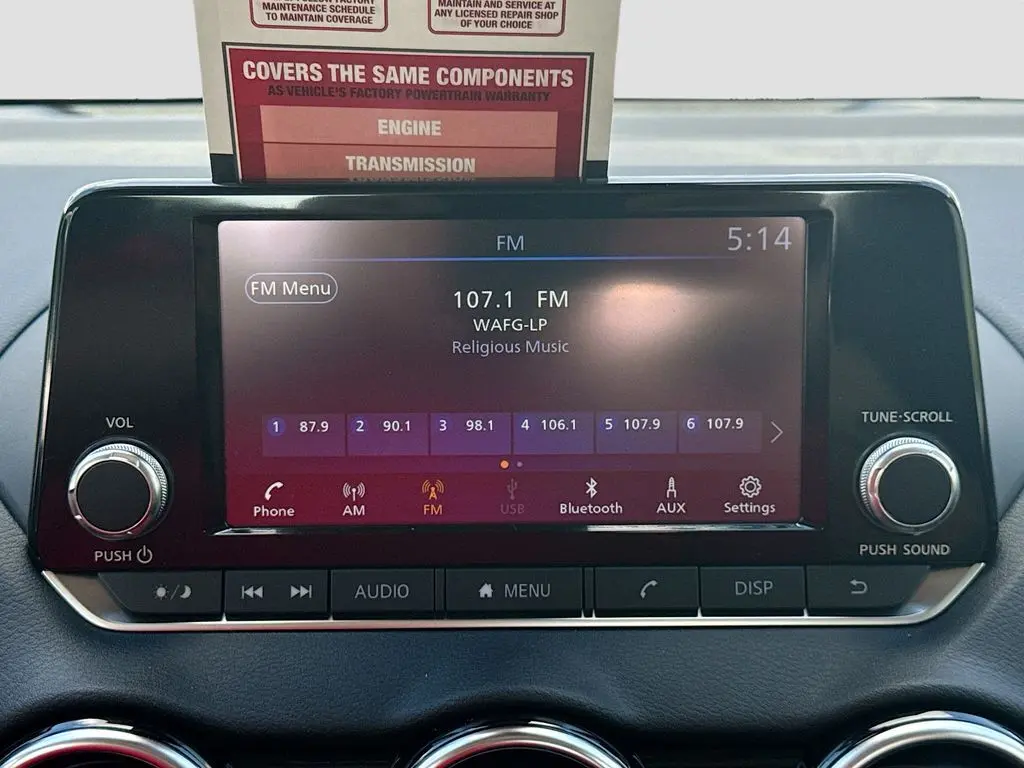 MAINTENANCE SCHEDULE
TO MAINTAIN COVERAGE
MAINTAIN AND SERVICE AT
ANY LICENSED REPAIR SHOP
OF YOUR CHOICE
COVERS THE SAME COMPONENTS
AS VEHICLE'S FACTORY POWERTRAIN WARRANTY
ENGINE
TRANSMISSION
FM
5:14
FM Menu
107.1 FM
WAFG-LP
Religious Music
1 87.9 2 90.1 3 98.1 4 106.1 5 107.9 6 107.9
Phone AM FM USB Bluetooth AUX Settings
VOL
PUSH
TUNE·SCROLL
PUSH SOUND
AUDIO MENU DISP